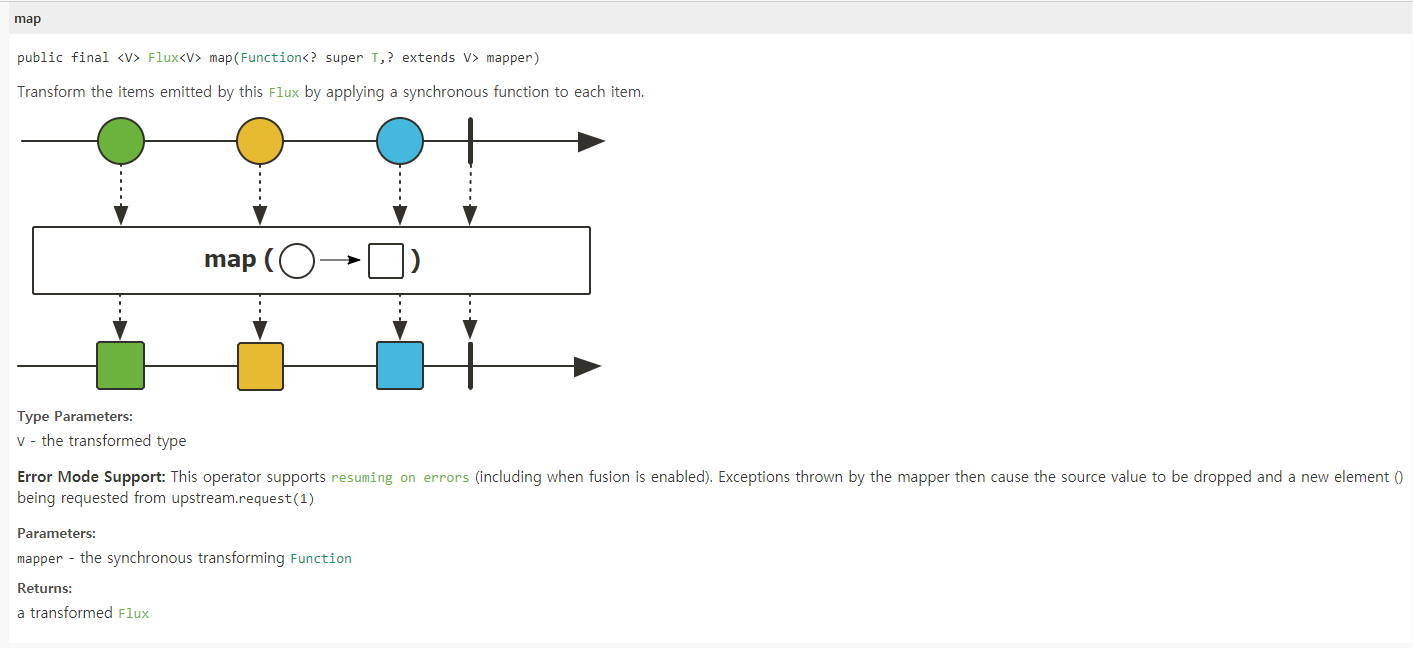 map
public final <V> Flux<V> map(Function<? super T,? extends V> mapper)
Transform the items emitted by this Flux by applying a synchronous function to each item.
map ( )
Type Parameters:
V - the transformed type
Error Mode Support: This operator supports resuming on errors (including when fusion is enabled). Exceptions thrown by the mapper then cause the source value to be dropped and a new element ()
being requested from upstream.request(1)
Parameters:
mapper - the synchronous transforming Function
Returns:
a transformed Flux